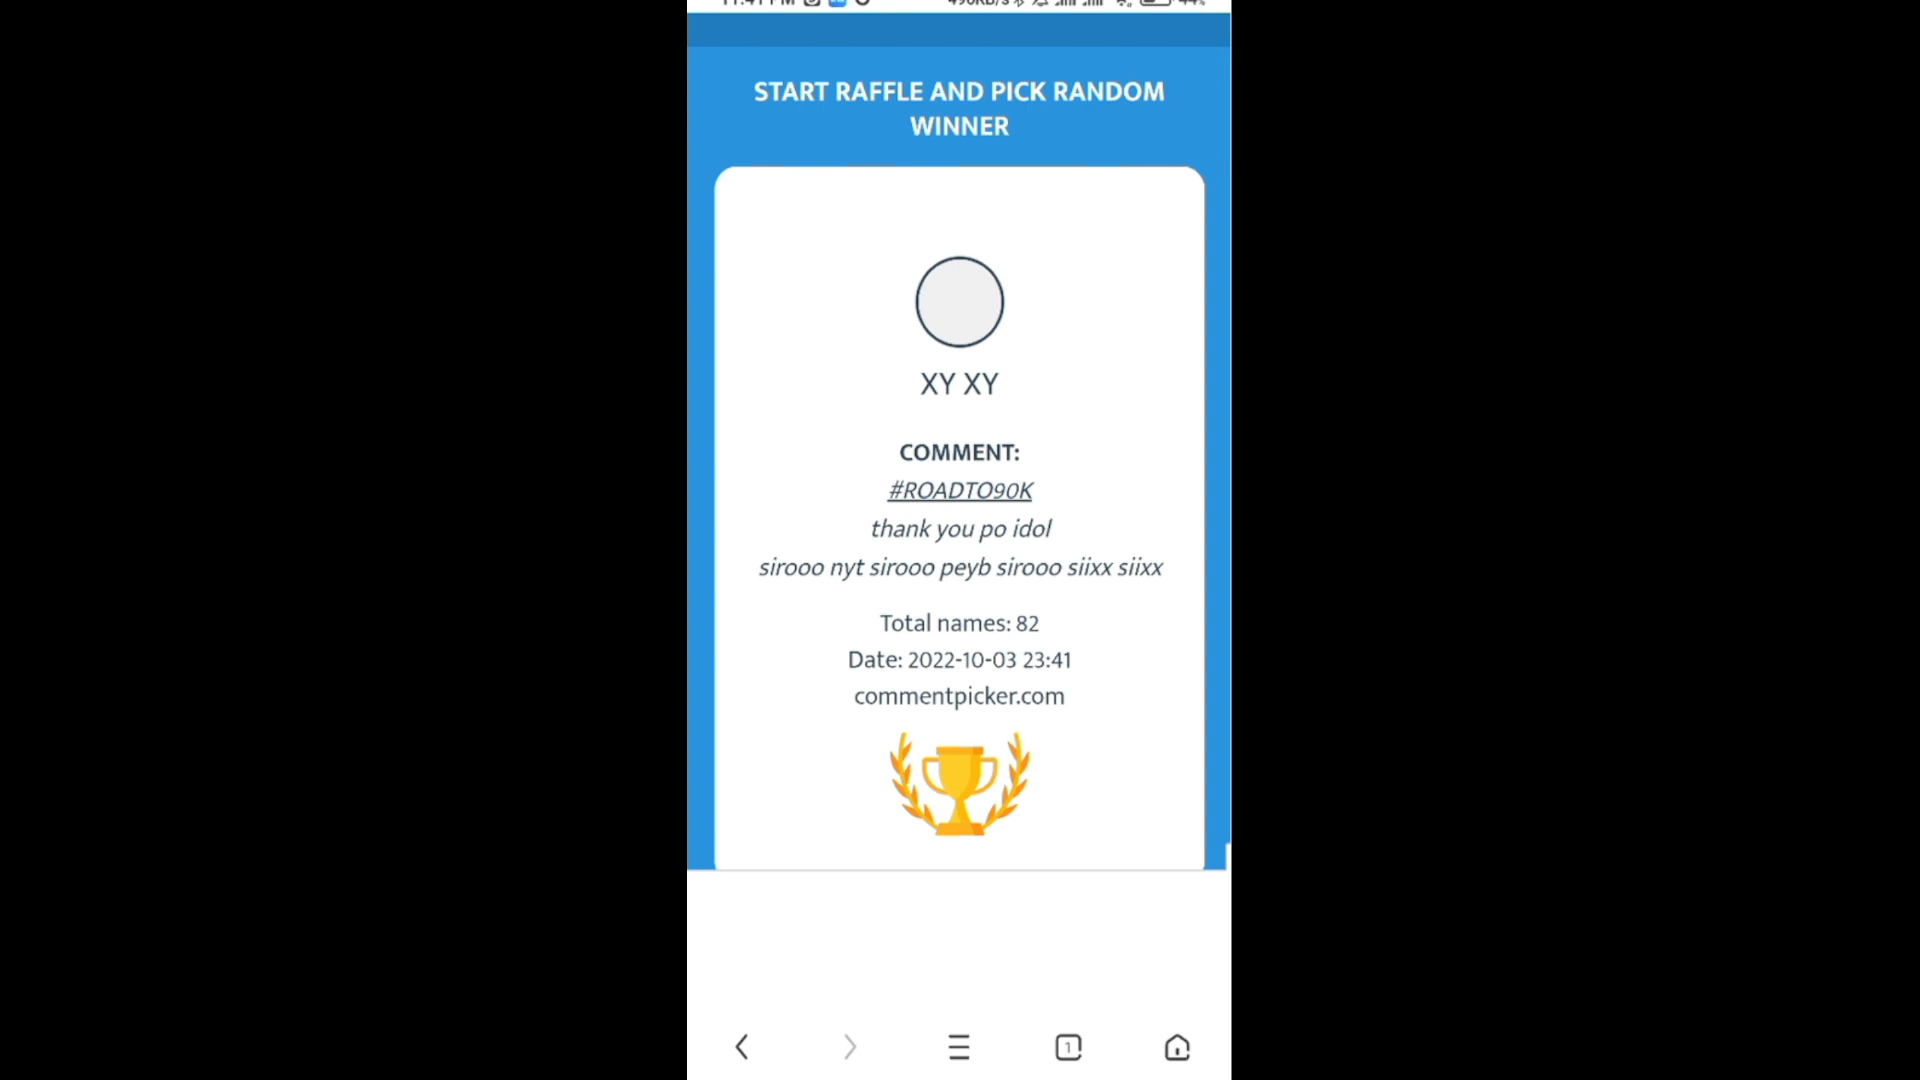 START RAFFLE AND PICK RANDOM
WINNER
XY XY
COMMENT:
#ROADTO90K
thank you po idol
sirooo nyt sirooo peyb sirooo siixx siixx
Total names: 82
Date: 2022-10-03 23:41
commentpicker.com
1